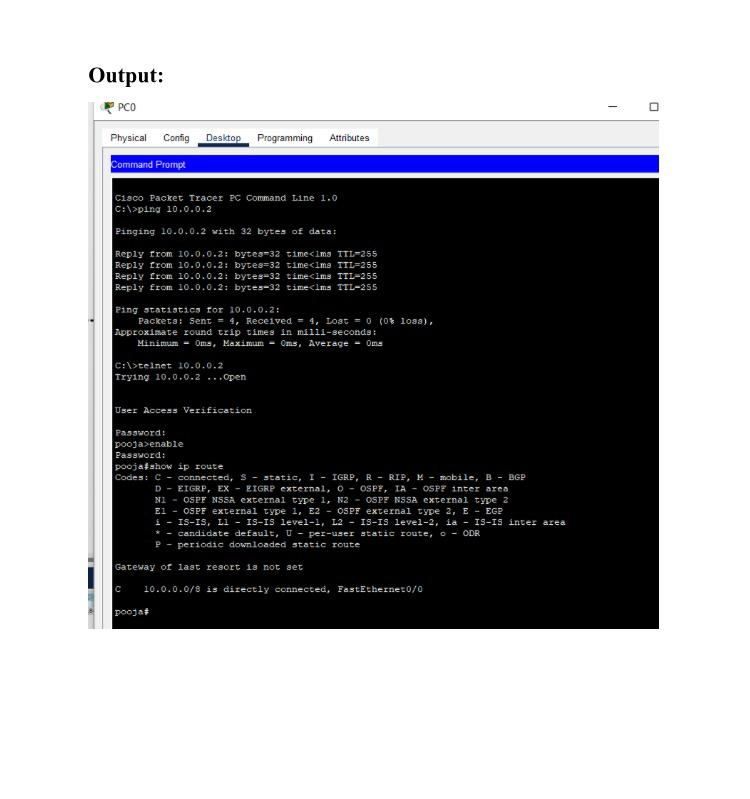 Output:
PC0
Physical Config Desktop Programming Attributes
Command Prompt
Cisco Packet Tracer PC Command Line 1.0
C:\>ping 10.0.0.2
Pinging 10.0.0.2 with 32 bytes of data:
Reply from 10.0.0.2: bytes=32 time<1ms TTL=255
Reply from 10.0.0.2: bytes=32 time<1ms TTL=255
Reply from 10.0.0.2: bytes=32 time<1ms TTL=255
Reply from 10.0.0.2: bytes=32 time<1ms TTL=255
Ping statistics for 10.0.0.2:
Packets: Sent = 4, Received = 4, Lost = 0 (0% loss),
Approximate round trip times in milli-seconds:
Minimum = 0ms, Maximum = 0ms, Average = 0ms
C:\>telnet 10.0.0.2
Trying 10.0.0.2 ...Open
User Access Verification
Password:
pooja>enable
Password:
pooja#show ip route
Codes: C - connected, S - static, I - IGRP, R - RIP, M - mobile, B - BGP
D - EIGRP, EX - EIGRP external, O - OSPF, IA - OSPF inter area
N1 - OSPF NSSA external type 1, N2 - OSPF NSSA external type 2
E1 - OSPF external type 1, E2 - OSPF external type 2, E - EGP
i - IS-IS, L1 - IS-IS level-1, L2 - IS-IS level-2, ia - IS-IS inter area
* - candidate default, U - per-user static route, o - ODR
P - periodic downloaded static route
Gateway of last resort is not set
C 10.0.0.0/8 is directly connected, FastEthernet0/0
pooja#